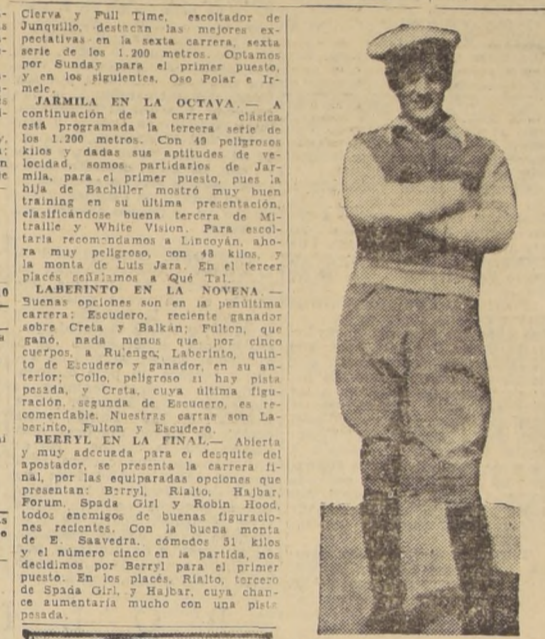 Cierva y Full Time, escoltador de
Junquillo, destacan las mejores ex-
pectativas en la sexta carrera, sexta
serie de los 1.200 metros. Optamos
por Sunday para el primer puesto,
y en los siguientes, Oso Polar e Ir-
mele.
JARMILA EN LA OCTAVA.— A
continuación de la carrera clásica
está programada la tercera serie de
los 1.200 metros. Con 49 peligrosos
kilos y dadas sus aptitudes de ve-
locidad, somos partidarios de Jar-
mila, para el primer puesto, pues la
hija de Bachiller mostró muy buen
training en su última presentación,
clasificándose buena tercera de Mi-
traille y White Vision. Para escol-
tarla recomendamos a Lincoyán, aho-
ra muy peligroso, con 48 kilos, y
la monta de Luis Jara. En el tercer
placés señalamos a Qué Tal.
LABERINTO EN LA NOVENA.—
Buenas opciones son en la penúltima
carrera: Escudero, reciente ganador
sobre Creta y Balkán; Fulton, que
ganó, nada menos que por cinco
cuerpos, a Rulengo; Laberinto, quin-
to de Escudero y ganador, en su an-
terior; Collo, peligroso si hay pista
pesada, y Creta, cuya última figu-
ración, segunda de Escudero, es re-
comendable. Nuestras cartas son La-
berinto, Fulton y Escudero.
BERRYL EN LA FINAL.— Abierta
y muy adecuada para el desquite del
apostador, se presenta la carrera fi-
nal, por las equiparadas opciones que
presentan: Berryl, Rialto, Hajbar,
Forum, Spada Girl y Robin Hood,
todos enemigos de buenas figuracio-
nes recientes. Con la buena monta
de E. Saavedra, cómodos 51 kilos
y el número cinco en la partida, nos
decidimos por Berryl para el primer
puesto. En los placés, Rialto, tercero
de Spada Girl, y Hajbar, cuya chan-
ce aumentaría mucho con una pista
pesada.